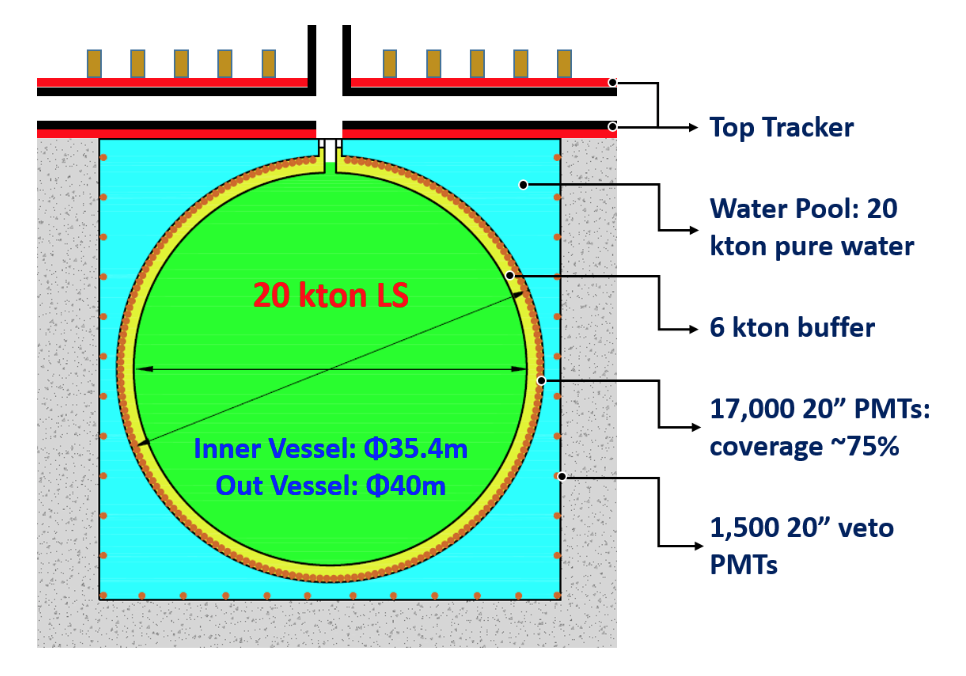 Top Tracker
Water Pool: 20
kton pure water
20 kton LS
6 kton buffer
17,000 20” PMTs:
coverage ~75%
Inner Vessel: Φ35.4m
Out Vessel: Φ40m
1,500 20” veto
PMTs